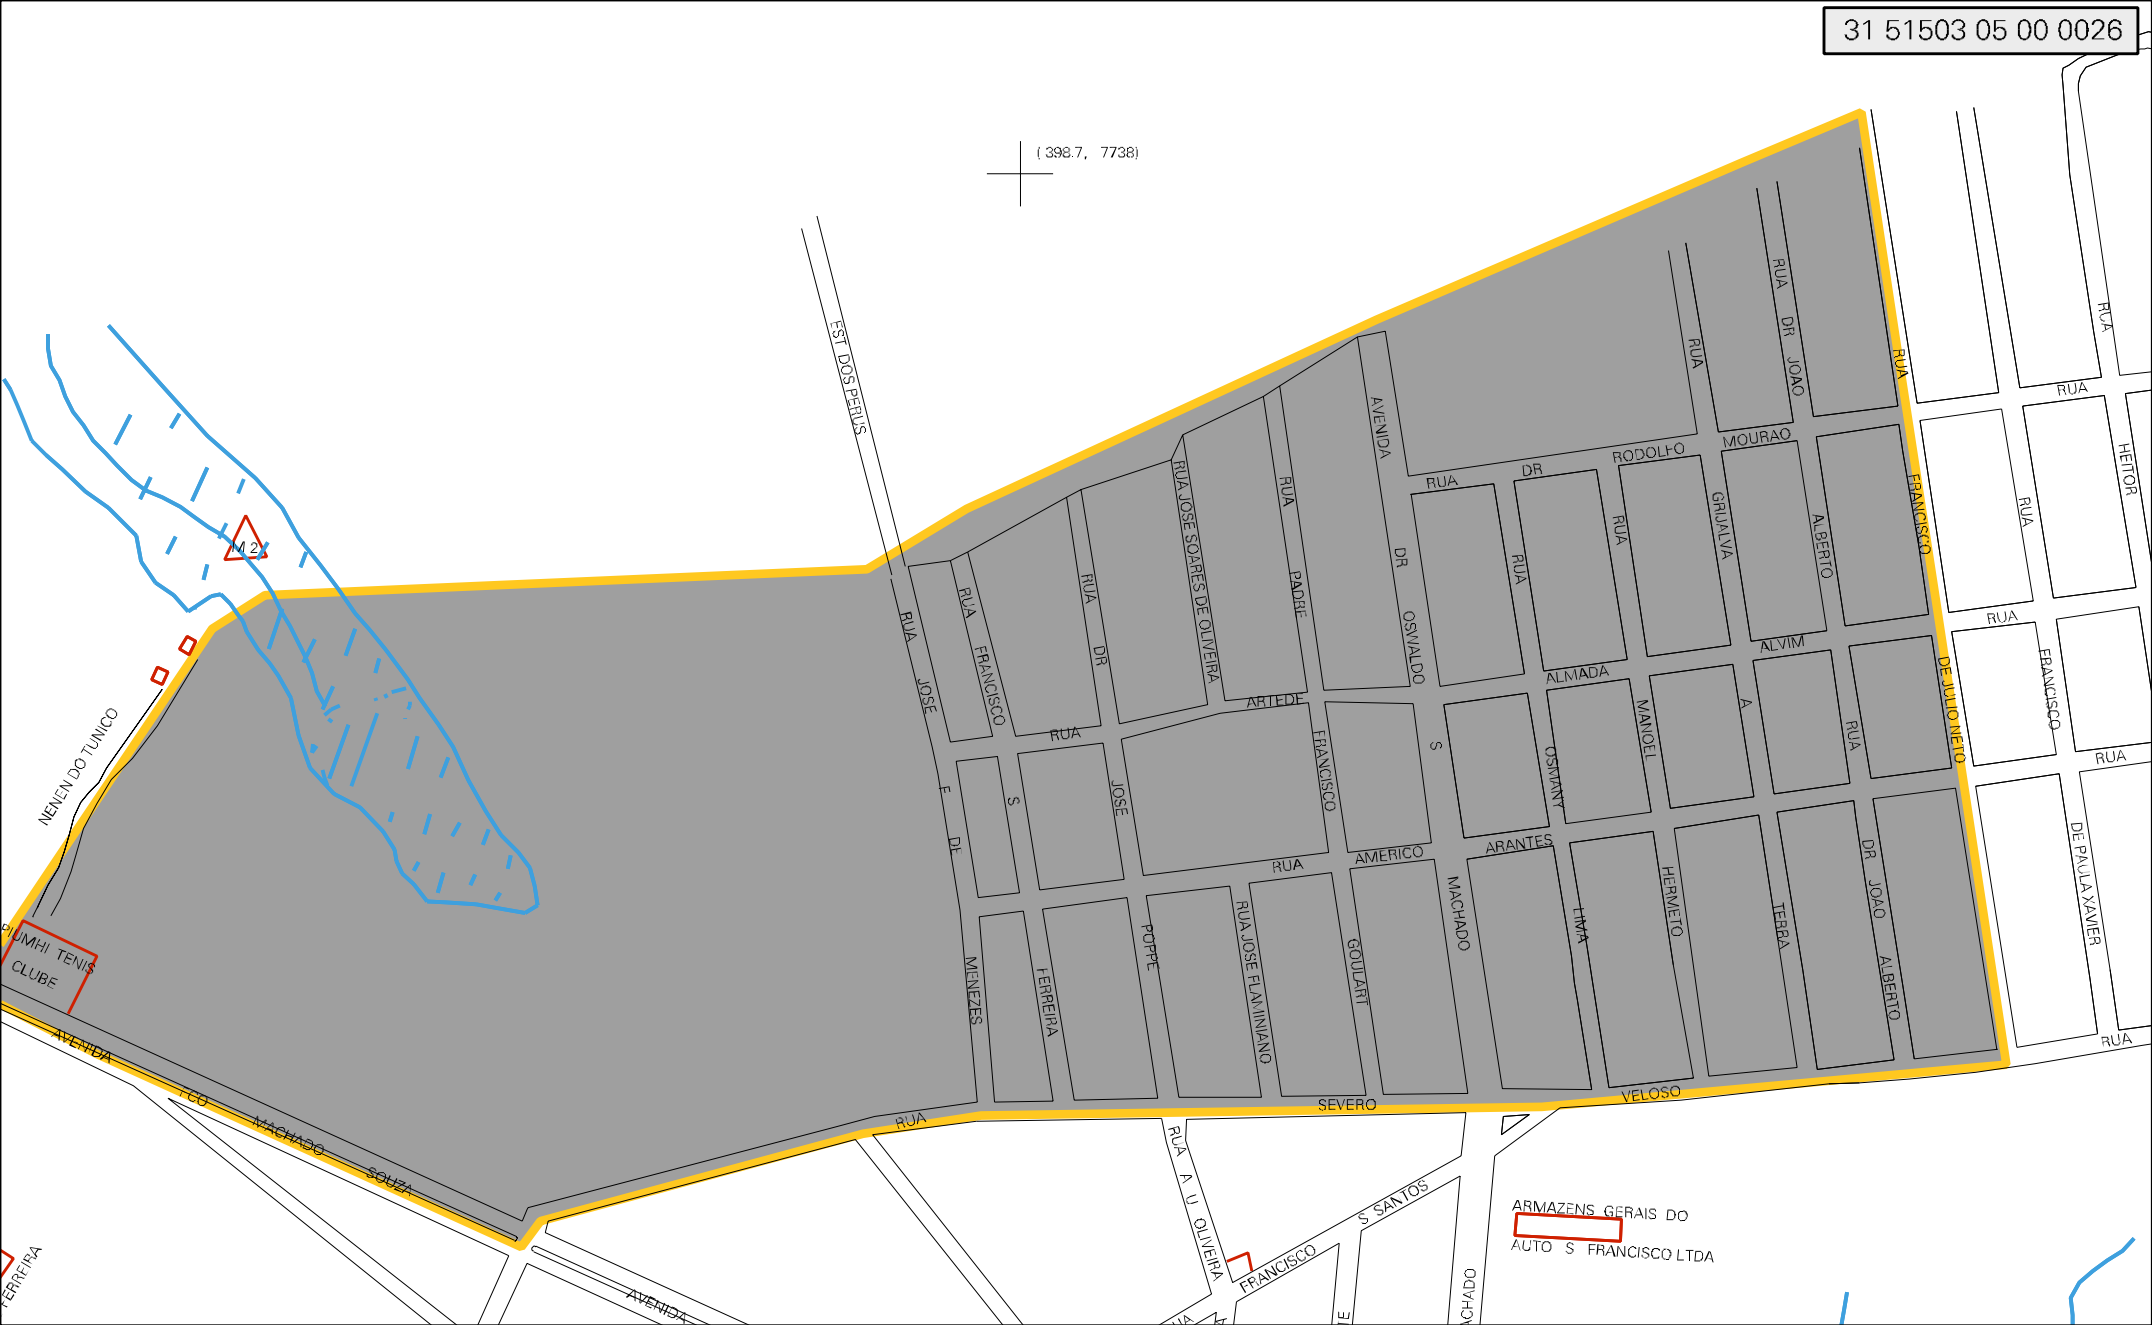 31 51503 05 00 0026
( 398.7, 7738)
EST DOS PERUS
RUA DR JOAO ALBERTO
RUA
RUA
RUA
RUA
HEITOR
AVENIDA DR OSWALDO S MACHADO
RUA DR RODOLFO MOURAO
RUA FRANCISCO DE JULIO NETO
RUA JOSE SOARES DE OLIVEIRA
RUA PADRE FRANCISCO GOULART
RUA OSMANY LIMA
RUA MANOEL HERMETO
GRIJALVA A TERRA
RUA FRANCISCO DE PAULA XAVIER
M 2
RUA JOSE F DE MENEZES
RUA FRANCISCO S FERREIRA
RUA DR JOSE POPPE
RUA ARTEDE ALMADA ALVIM
RUA
NENEN DO TUNICO
RUA
RUA AMERICO ARANTES
RUA DR JOAO ALBERTO
RUA JOSE FLAMINIANO
PIUMHI TENIS
CLUBE
AVENIDA FCO MACHADO SOUZA
RUA SEVERO VELOSO
RUA
RUA A U OLIVEIRA
FRANCISCO S SANTOS
ARMAZENS GERAIS DO
AUTO S FRANCISCO LTDA
FERREIRA
AVENIDA